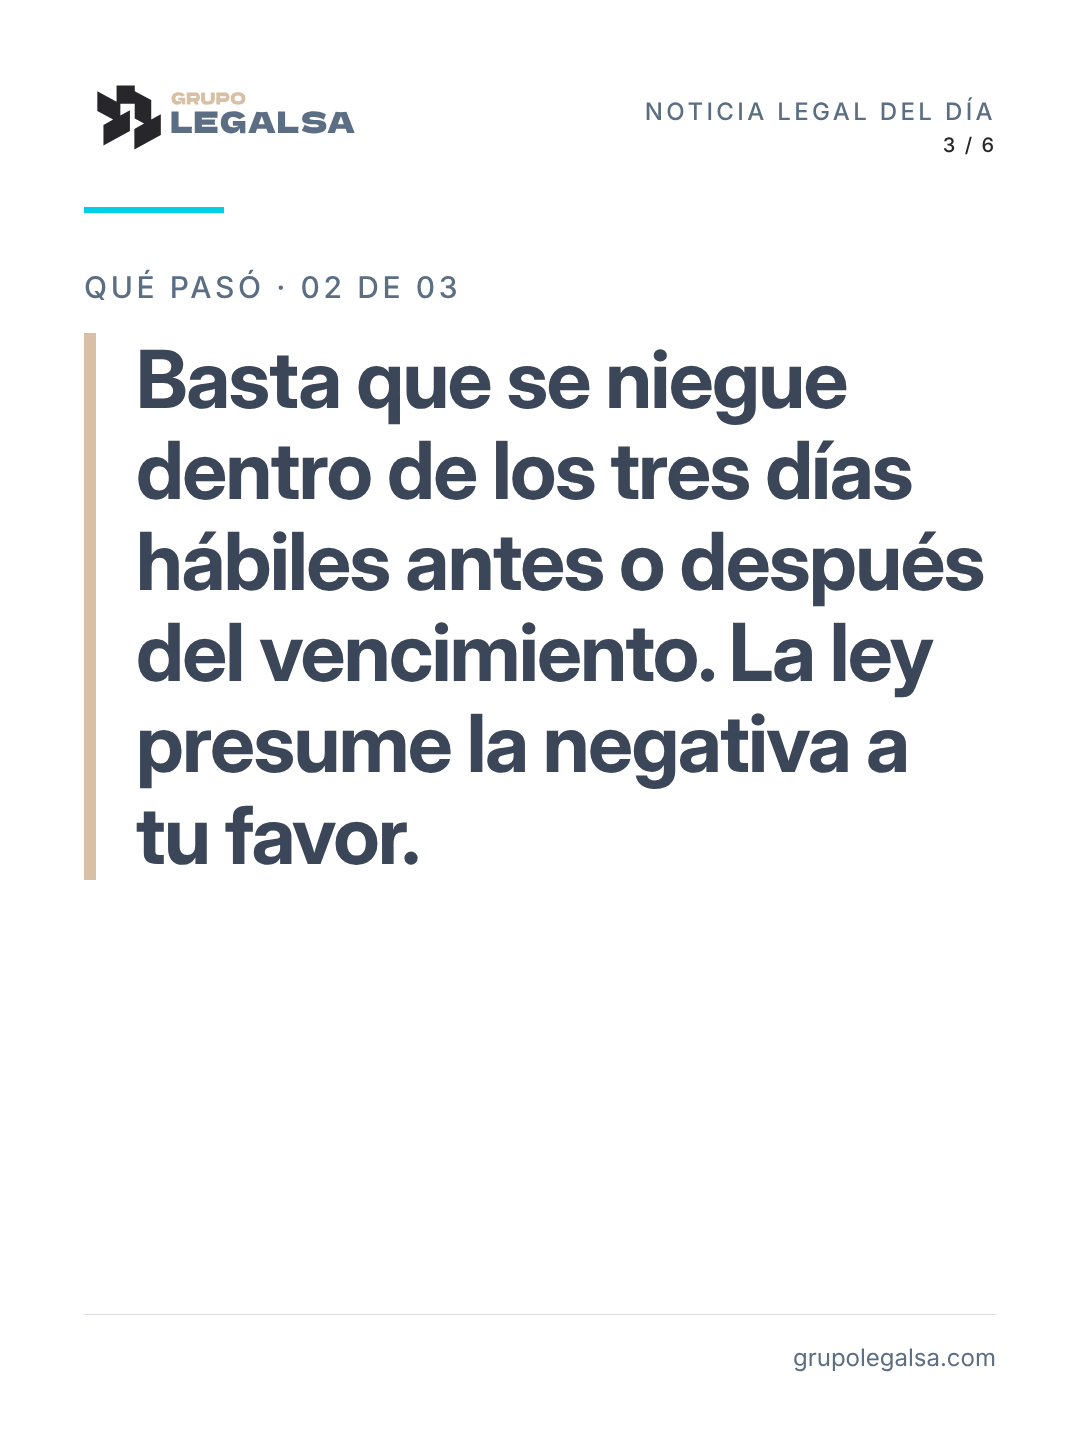 GRUPO
LEGALSA
NOTICIA LEGAL DEL DÍA
3 / 6
QUÉ PASÓ · 02 DE 03
Basta que se niegue
dentro de los tres días
hábiles antes o después
del vencimiento. La ley
presume la negativa a
tu favor.
grupolegalsa.com